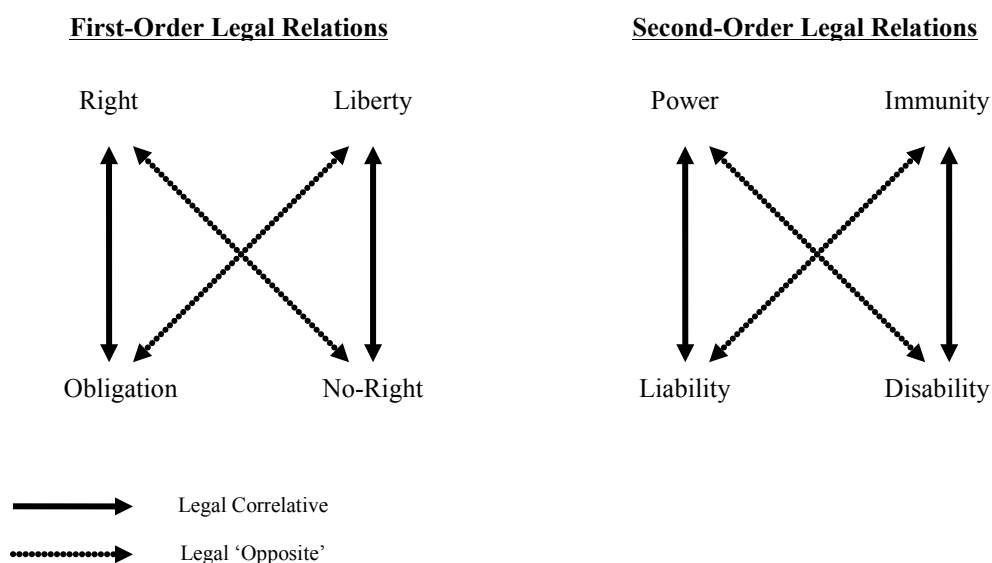 First-Order Legal Relations
Second-Order Legal Relations
Right
Liberty
Power
Immunity
Obligation
No-Right
Liability
Disability
Legal Correlative
Legal ‘Opposite’